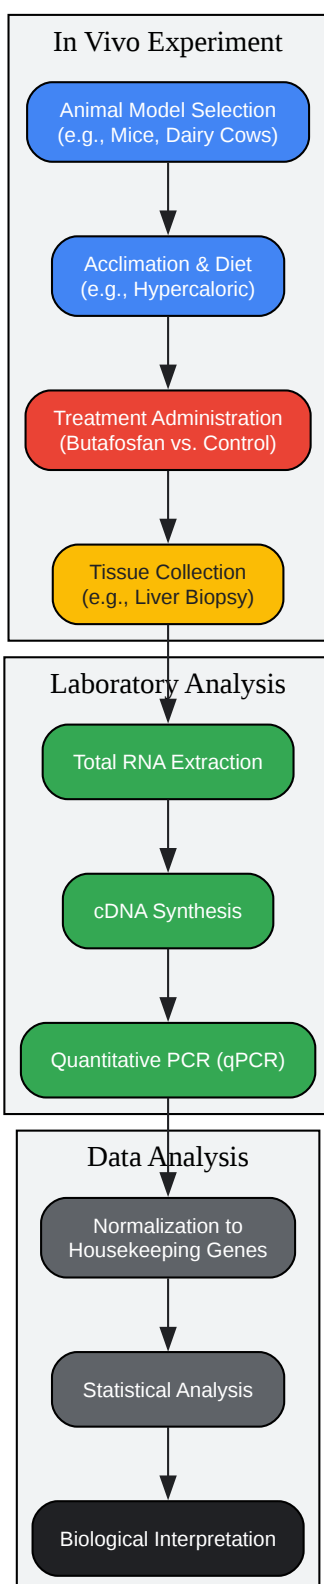 In Vivo Experiment
Animal Model Selection
(e.g., Mice, Dairy Cows)
Acclimation & Diet
(e.g., Hypercaloric)
Treatment Administration
(Butafosfan vs. Control)
Tissue Collection
(e.g., Liver Biopsy)
Laboratory Analysis
Total RNA Extraction
cDNA Synthesis
Quantitative PCR (qPCR)
Data Analysis
Normalization to
Housekeeping Genes
Statistical Analysis
Biological Interpretation